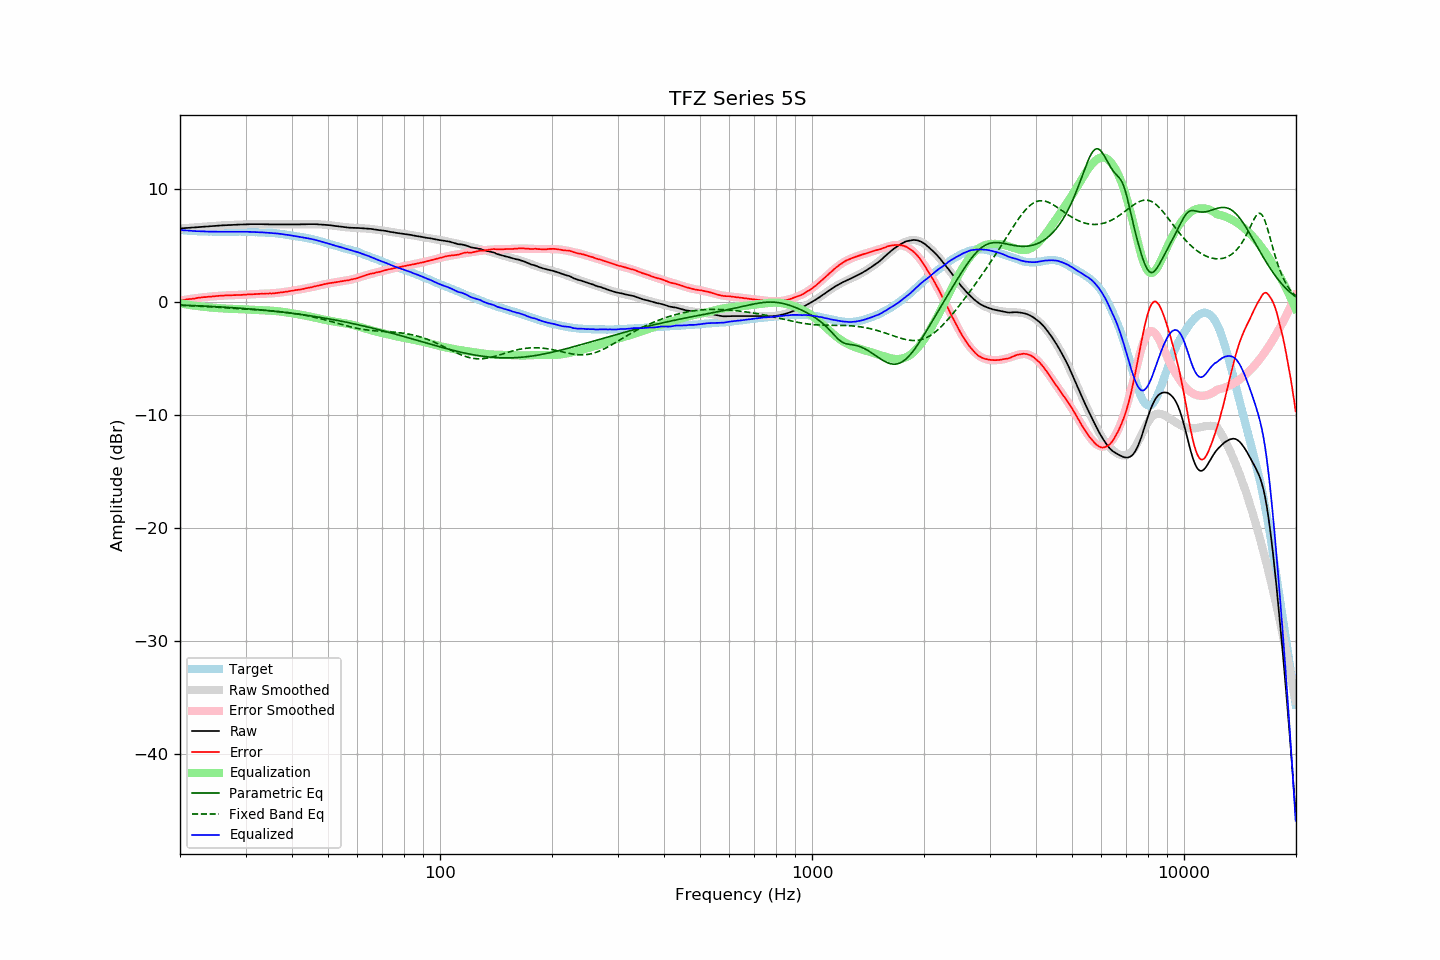 TFZ Series 5S
10
0
−10
−20
−30
−40
Amplitude (dBr)
Target
Raw Smoothed
Error Smoothed
Raw
Error
Equalization
Parametric Eq
Fixed Band Eq
Equalized
100
1000
10000
Frequency (Hz)